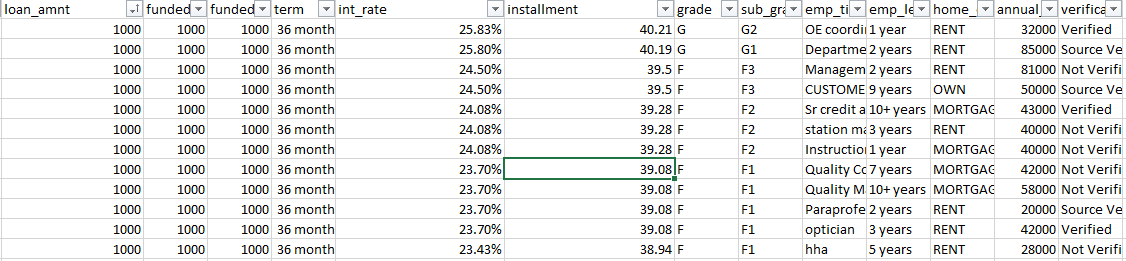 loan_amnt funded funded term int_rate installment grade sub_gra emp_ti emp_le home_ annual_ verifica
1000 1000 1000 36 month 25.83% 40.21 G G2 OE coordi 1 year RENT 32000 Verified
1000 1000 1000 36 month 25.80% 40.19 G G1 Departme 2 years RENT 85000 Source Ve
1000 1000 1000 36 month 24.50% 39.5 F F3 Managem 2 years RENT 81000 Not Verifi
1000 1000 1000 36 month 24.50% 39.5 F F3 CUSTOME 9 years OWN 50000 Source Ve
1000 1000 1000 36 month 24.08% 39.28 F F2 Sr credit a 10+ years MORTGAG 43000 Verified
1000 1000 1000 36 month 24.08% 39.28 F F2 station ma 3 years RENT 40000 Not Verifi
1000 1000 1000 36 month 24.08% 39.28 F F2 Instruction 1 year MORTGAG 40000 Not Verifi
1000 1000 1000 36 month 23.70% 39.08 F F1 Quality Co 7 years MORTGAG 42000 Not Verifi
1000 1000 1000 36 month 23.70% 39.08 F F1 Quality M 10+ years MORTGAG 58000 Not Verifi
1000 1000 1000 36 month 23.70% 39.08 F F1 Paraprofe 2 years RENT 20000 Source Ve
1000 1000 1000 36 month 23.70% 39.08 F F1 optician 3 years RENT 42000 Verified
1000 1000 1000 36 month 23.43% 38.94 F F1 hha 5 years RENT 28000 Not Verifi